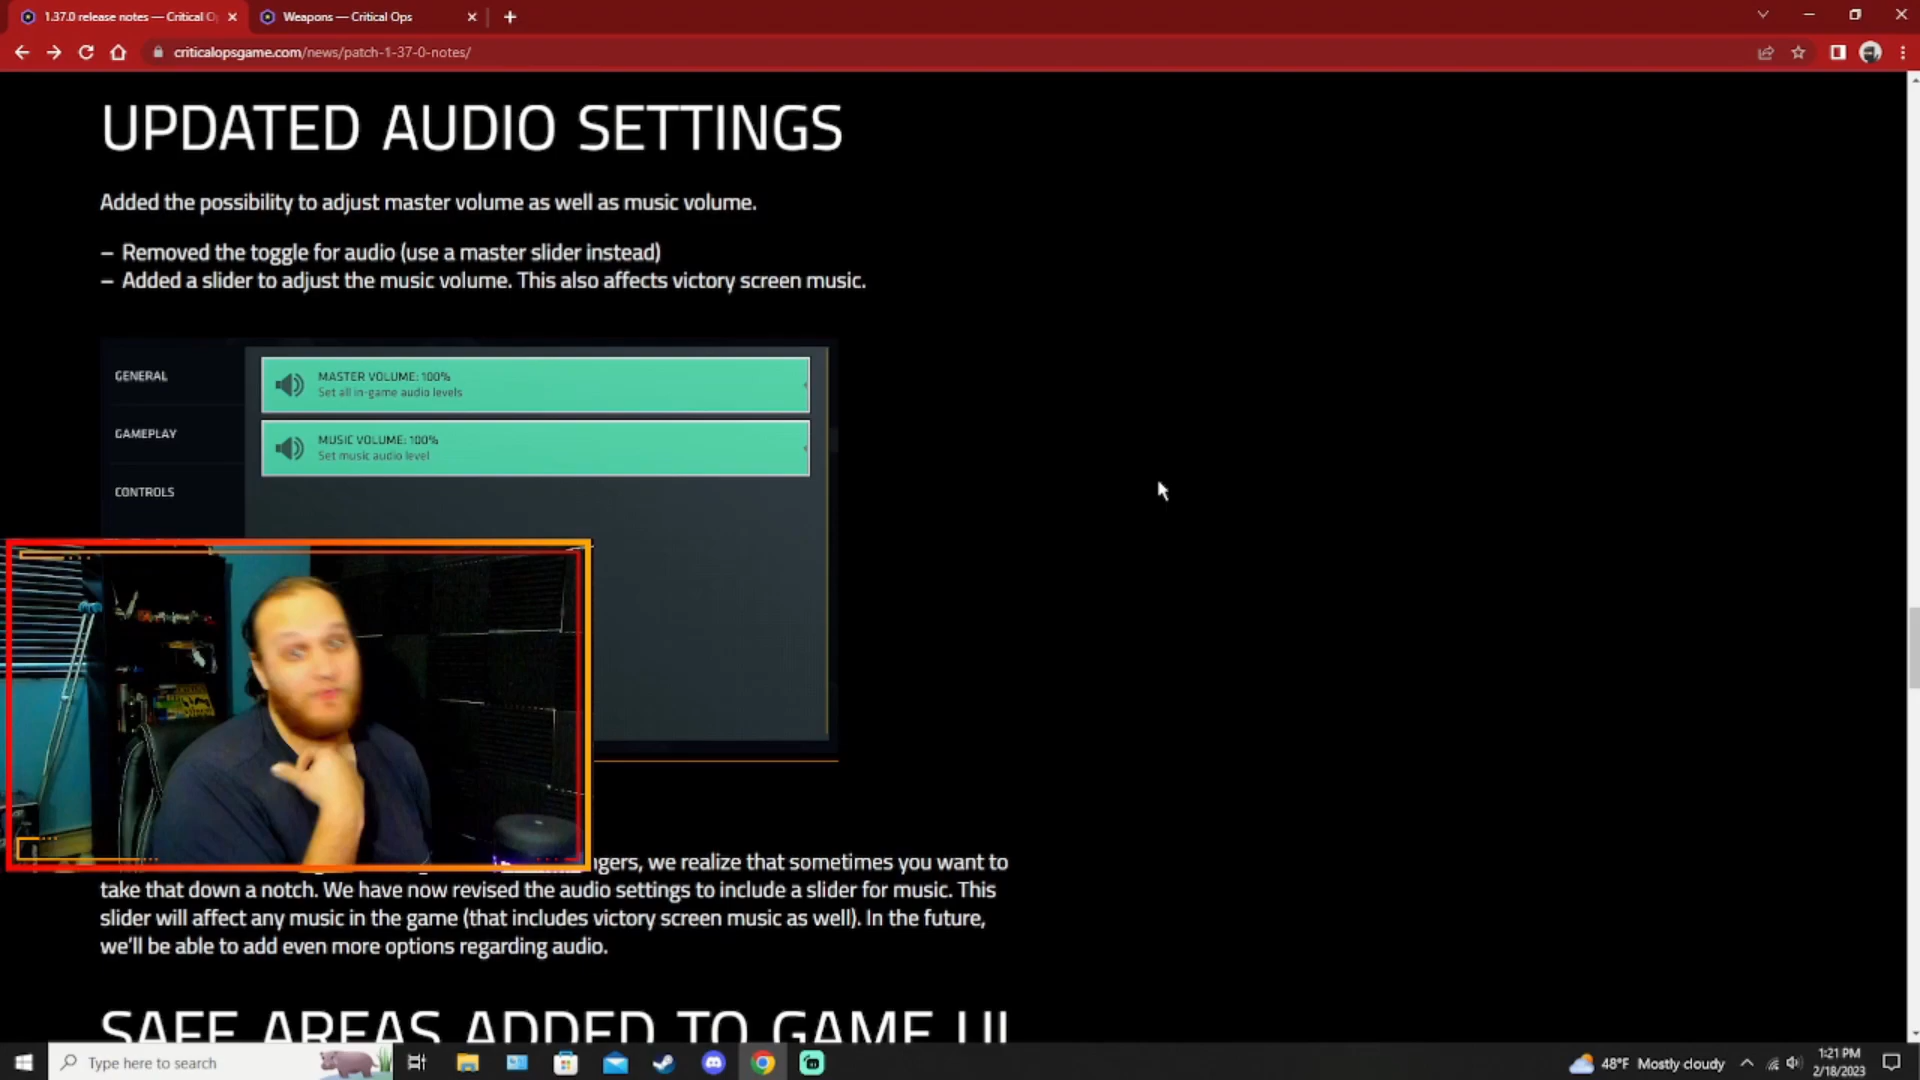 1.37.0 release notes — Critical O
Weapons — Critical Ops
criticalopsgame.com/news/patch-1-37-0-notes/
UPDATED AUDIO SETTINGS
Added the possibility to adjust master volume as well as music volume.
– Removed the toggle for audio (use a master slider instead)
– Added a slider to adjust the music volume. This also affects victory screen music.
GENERAL
MASTER VOLUME: 100%
Set all in-game audio levels
GAMEPLAY
MUSIC VOLUME: 100%
Set music audio level
CONTROLS
ngers, we realize that sometimes you want to
take that down a notch. We have now revised the audio settings to include a slider for music. This
slider will affect any music in the game (that includes victory screen music as well). In the future,
we'll be able to add even more options regarding audio.
SAFE AREAS ADDED TO GAME UI
Type here to search
48°F Mostly cloudy
1:21 PM
2/18/2023